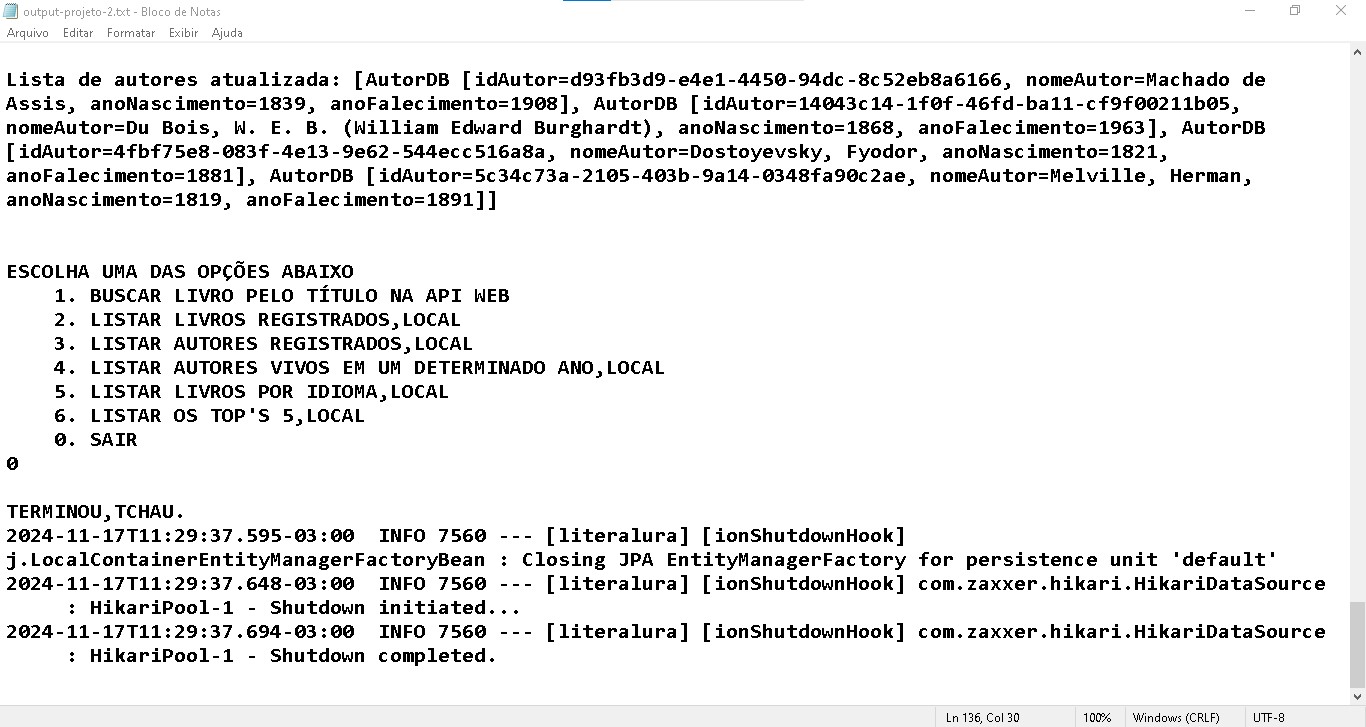 output-projeto-2.txt - Bloco de Notas
Arquivo Editar Formatar Exibir Ajuda
Lista de autores atualizada: [AutorDB [idAutor=d93fb3d9-e4e1-4450-94dc-8c52eb8a6166, nomeAutor=Machado de
Assis, anoNascimento=1839, anoFalecimento=1908], AutorDB [idAutor=14043c14-1f0f-46fd-ba11-cf9f00211b05,
nomeAutor=Du Bois, W. E. B. (William Edward Burghardt), anoNascimento=1868, anoFalecimento=1963], AutorDB
[idAutor=4fbf75e8-083f-4e13-9e62-544ecc516a8a, nomeAutor=Dostoyevsky, Fyodor, anoNascimento=1821,
anoFalecimento=1881], AutorDB [idAutor=5c34c73a-2105-403b-9a14-0348fa90c2ae, nomeAutor=Melville, Herman,
anoNascimento=1819, anoFalecimento=1891]]
ESCOLHA UMA DAS OPÇÕES ABAIXO
1. BUSCAR LIVRO PELO TÍTULO NA API WEB
2. LISTAR LIVROS REGISTRADOS,LOCAL
3. LISTAR AUTORES REGISTRADOS,LOCAL
4. LISTAR AUTORES VIVOS EM UM DETERMINADO ANO,LOCAL
5. LISTAR LIVROS POR IDIOMA,LOCAL
6. LISTAR OS TOP'S 5,LOCAL
0. SAIR
0
TERMINOU,TCHAU.
2024-11-17T11:29:37.595-03:00  INFO 7560 --- [literalura] [ionShutdownHook]
j.LocalContainerEntityManagerFactoryBean : Closing JPA EntityManagerFactory for persistence unit 'default'
2024-11-17T11:29:37.648-03:00  INFO 7560 --- [literalura] [ionShutdownHook] com.zaxxer.hikari.HikariDataSource
: HikariPool-1 - Shutdown initiated...
2024-11-17T11:29:37.694-03:00  INFO 7560 --- [literalura] [ionShutdownHook] com.zaxxer.hikari.HikariDataSource
: HikariPool-1 - Shutdown completed.
Ln 136, Col 30 100% Windows (CRLF) UTF-8